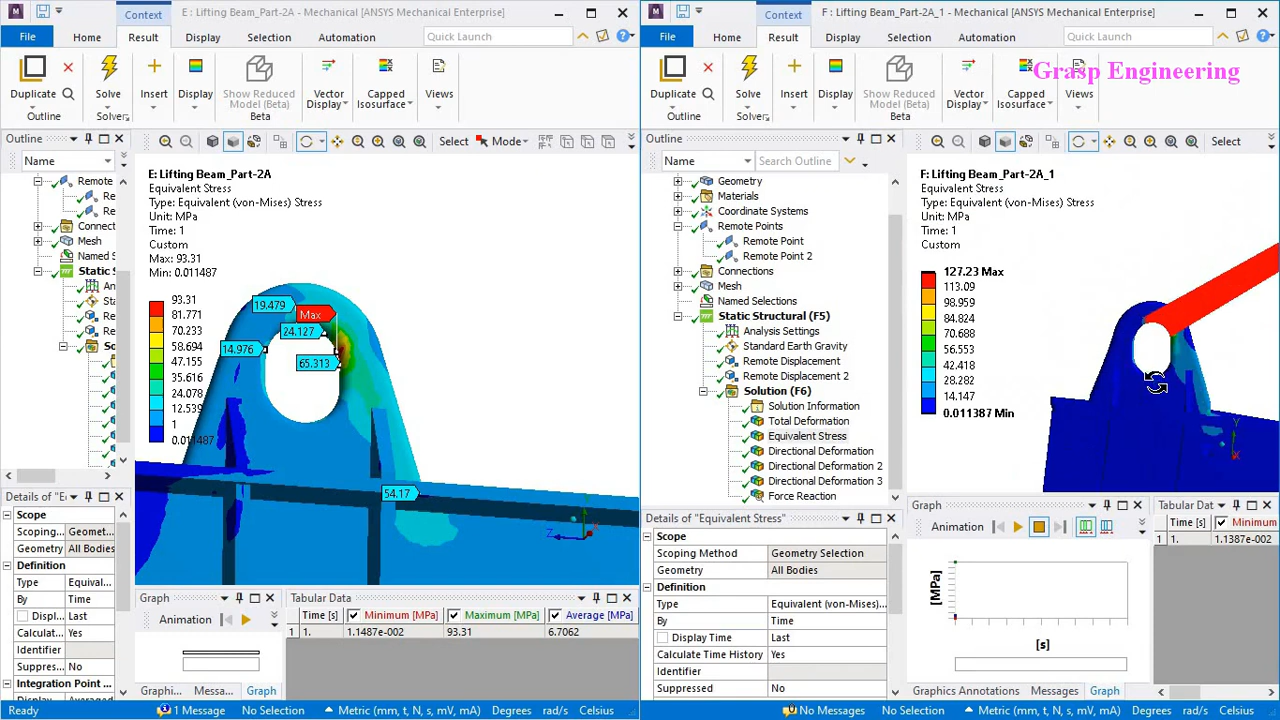 Context
E : Lifting Beam_Part-2A - Mechanical [ANSYS Mechanical Enterprise]
File
Home
Result
Display
Selection
Automation
Quick Launch
Duplicate
Solve
Insert
Display
Show Reduced
Model (Beta)
Vector
Display
Capped
Isosurface
Views
Outline
Solver
Beta
Outline
Select
Mode
Name
Remote
Re
Re
Connec
Mesh
Named S
Static S
An
Sta
Re
Re
So
E: Lifting Beam_Part-2A
Equivalent Stress
Type: Equivalent (von-Mises) Stress
Unit: MPa
Time: 1
Custom
Max: 93.31
Min: 0.011487
93.31
81.771
70.233
58.694
47.155
35.616
24.078
12.539
1
0.011487
19.479
Max
24.127
14.976
65.313
54.17
Z
Details of "E
Scope
Scoping
Geomet...
Geometry
All Bodies
Definition
Type
Equival...
By
Time
Displ
Last
Calculat
Yes
Identifier
Suppres
No
Integration Point
Graph
Animation
Tabular Data
Time [s]
Minimum [MPa]
Maximum [MPa]
Average [MPa]
1
1.
1.1487e-002
93.31
6.7062
Graphi...
Messa...
Graph
Ready
1 Message
No Selection
Metric (mm, t, N, s, mV, mA)
Degrees
rad/s
Celsius
Context
F : Lifting Beam_Part-2A_1 - Mechanical [ANSYS Mechanical Enterprise]
File
Home
Result
Display
Selection
Automation
Quick Launch
Grasp Engineering
Duplicate
Solve
Insert
Display
Show Reduced
Model (Beta)
Vector
Display
Capped
Isosurface
Views
Outline
Solver
Beta
Outline
Select
Name
Search Outline
Geometry
Materials
Coordinate Systems
Remote Points
Remote Point
Remote Point 2
Connections
Mesh
Named Selections
Static Structural (F5)
Analysis Settings
Standard Earth Gravity
Remote Displacement
Remote Displacement 2
Solution (F6)
Solution Information
Total Deformation
Equivalent Stress
Directional Deformation
Directional Deformation 2
Directional Deformation 3
Force Reaction
F: Lifting Beam_Part-2A_1
Equivalent Stress
Type: Equivalent (von-Mises) Stress
Unit: MPa
Time: 1
Custom
127.23 Max
113.09
98.959
84.824
70.688
56.553
42.418
28.282
14.147
0.011387 Min
Y
X
Details of "Equivalent Stress"
Scope
Scoping Method
Geometry Selection
Geometry
All Bodies
Definition
Type
Equivalent (von-Mises)...
By
Time
Display Time
Last
Calculate Time History
Yes
Identifier
Suppressed
No
Graph
Animation
[MPa]
[s]
Tabular Dat
Time [s]
Minimum
1
1.
1.1387e-002
Graphics Annotations
Messages
Graph
No Messages
No Selection
Metric (mm, t, N, s, mV, mA)
Degrees
rad/s
Celsius